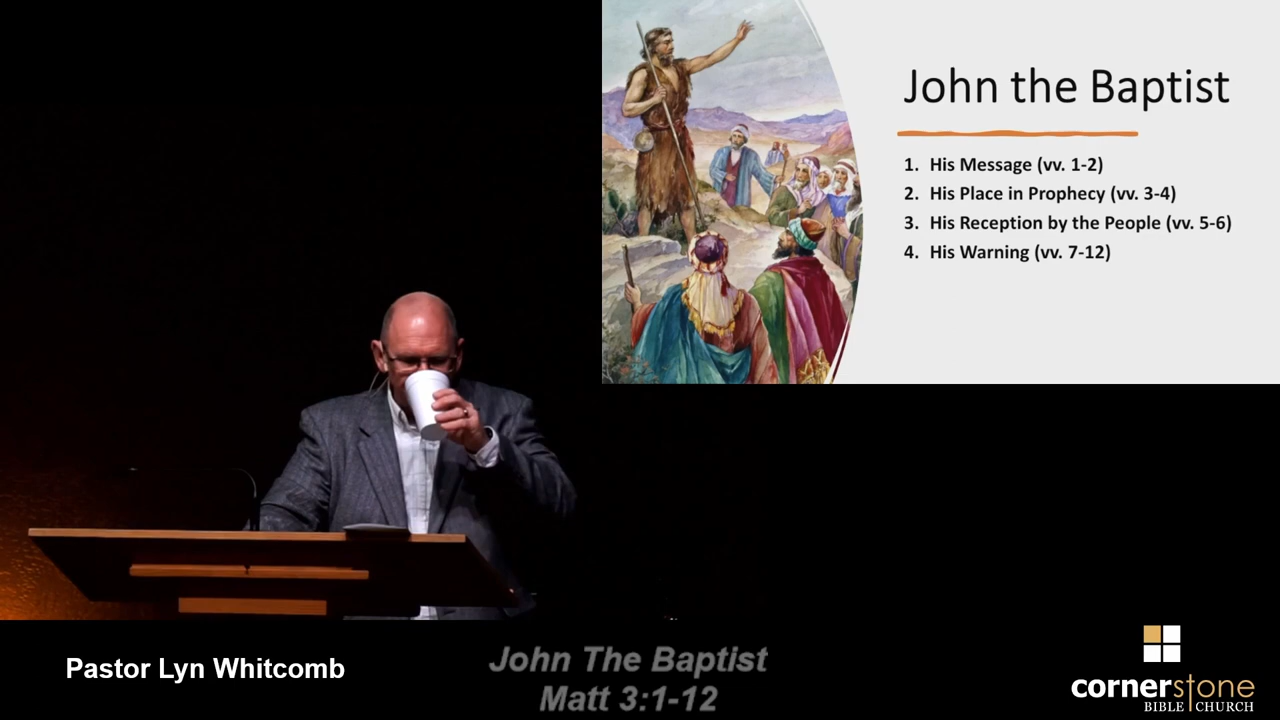 John the Baptist
1. His Message (vv. 1-2)
2. His Place in Prophecy (vv. 3-4)
3. His Reception by the People (vv. 5-6)
4. His Warning (vv. 7-12)
Pastor Lyn Whitcomb
John The Baptist
Matt 3:1-12
cornerstone
BIBLE CHURCH